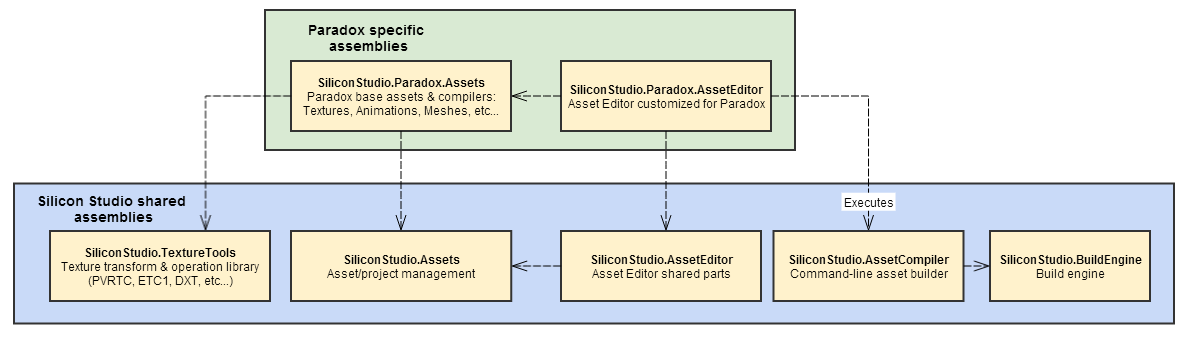 Paradox specific
assemblies
SiliconStudio.Paradox.Assets
Paradox base assets & compilers:
Textures, Animations, Meshes, etc...
SiliconStudio.Paradox.AssetEditor
Asset Editor customized for Paradox
Silicon Studio shared
assemblies
Executes
SiliconStudio.TextureTools
Texture transform & operation library
(PVRTC, ETC1, DXT, etc...)
SiliconStudio.Assets
Asset/project management
SiliconStudio.AssetEditor
Asset Editor shared parts
SiliconStudio.AssetCompiler
Command-line asset builder
SiliconStudio.BuildEngine
Build engine